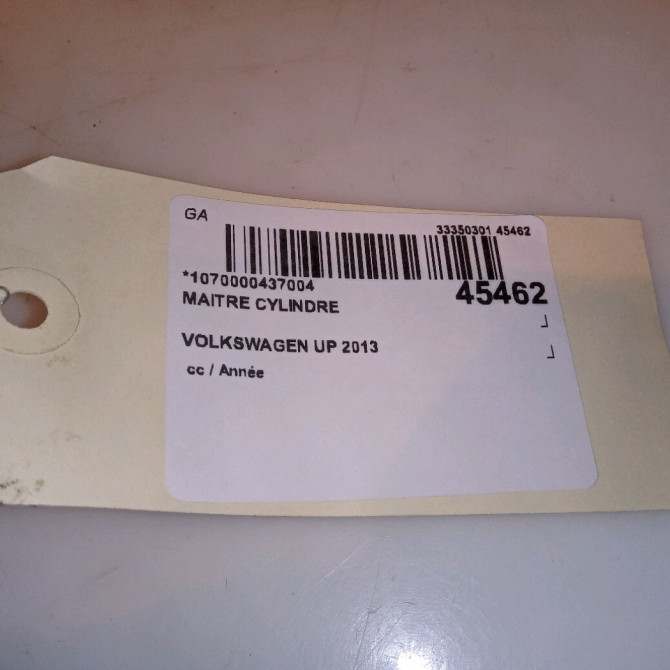 GA
33350301 45462
*1070000437004
45462
MAITRE CYLINDRE
VOLKSWAGEN UP 2013
cc / Année